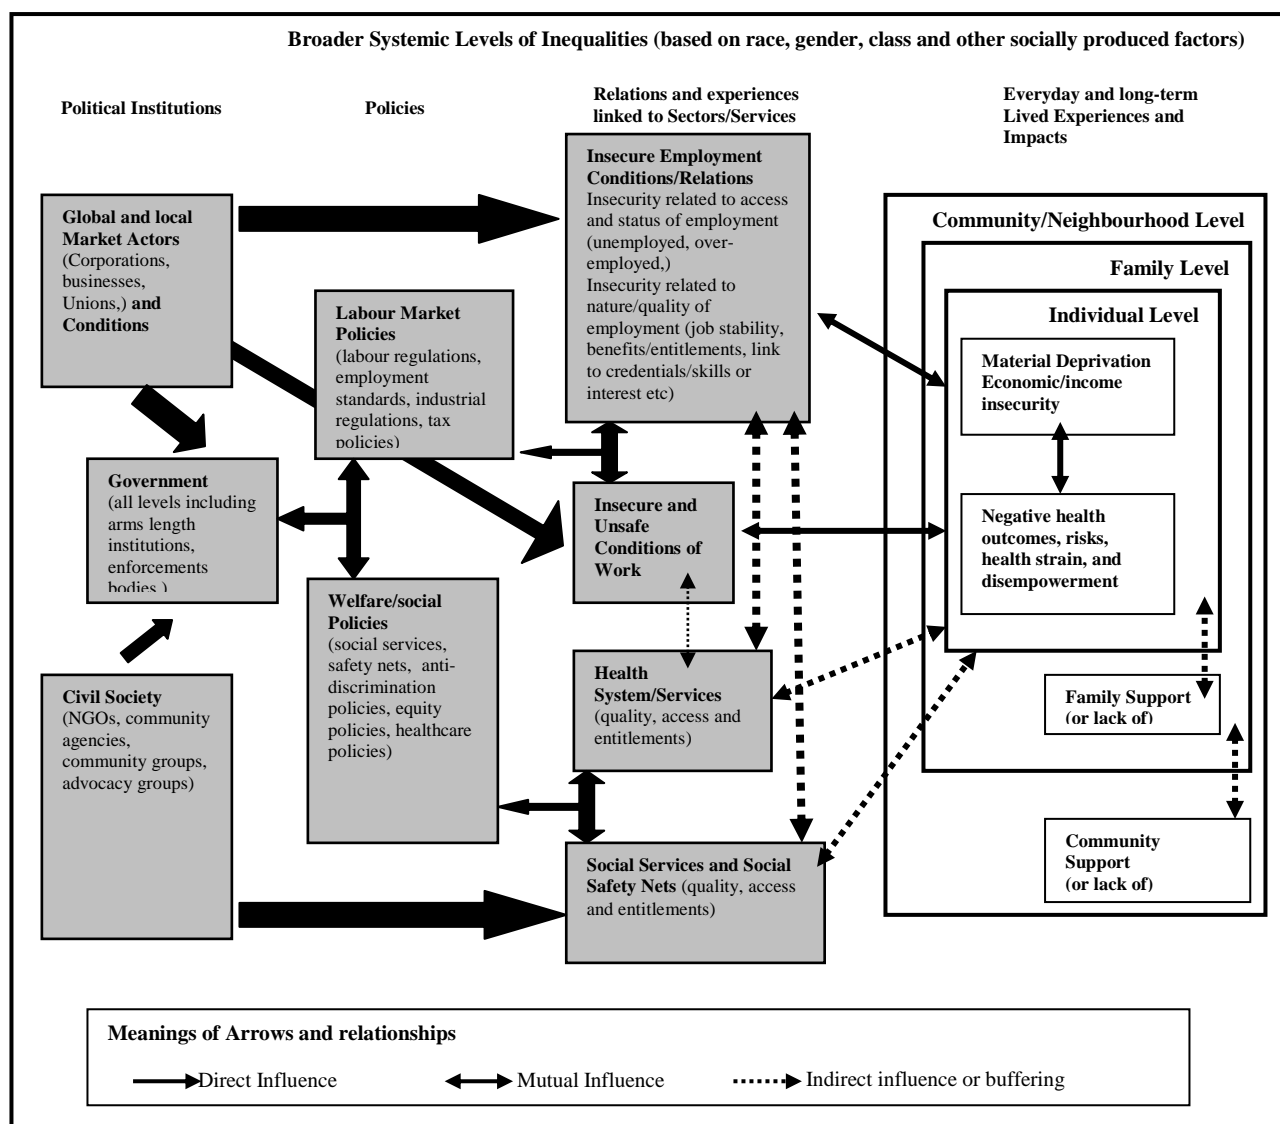 Broader Systemic Levels of Inequalities (based on race, gender, class and other socially produced factors)
Political Institutions
Policies
Relations and experiences
linked to Sectors/Services
Everyday and long-term
Lived Experiences and
Impacts
Global and local
Market Actors
(Corporations,
businesses,
Unions,) and
Conditions
Government
(all levels including
arms length
institutions,
enforcements
bodies )
Civil Society
(NGOs, community
agencies,
community groups,
advocacy groups)
Labour Market
Policies
(labour regulations,
employment
standards, industrial
regulations, tax
policies)
Welfare/social
Policies
(social services,
safety nets, anti-
discrimination
policies, equity
policies, healthcare
policies)
Insecure Employment
Conditions/Relations
Insecurity related to access
and status of employment
(unemployed, over-
employed,)
Insecurity related to
nature/quality of
employment (job stability,
benefits/entitlements, link
to credentials/skills or
interest etc)
Insecure and
Unsafe
Conditions of
Work
Health
System/Services
(quality, access and
entitlements)
Social Services and Social
Safety Nets (quality, access
and entitlements)
Community/Neighbourhood Level
Family Level
Individual Level
Material Deprivation
Economic/income
insecurity
Negative health
outcomes, risks,
health strain, and
disempowerment
Family Support
(or lack of)
Community
Support
(or lack of)
Meanings of Arrows and relationships
Direct Influence
Mutual Influence
Indirect influence or buffering